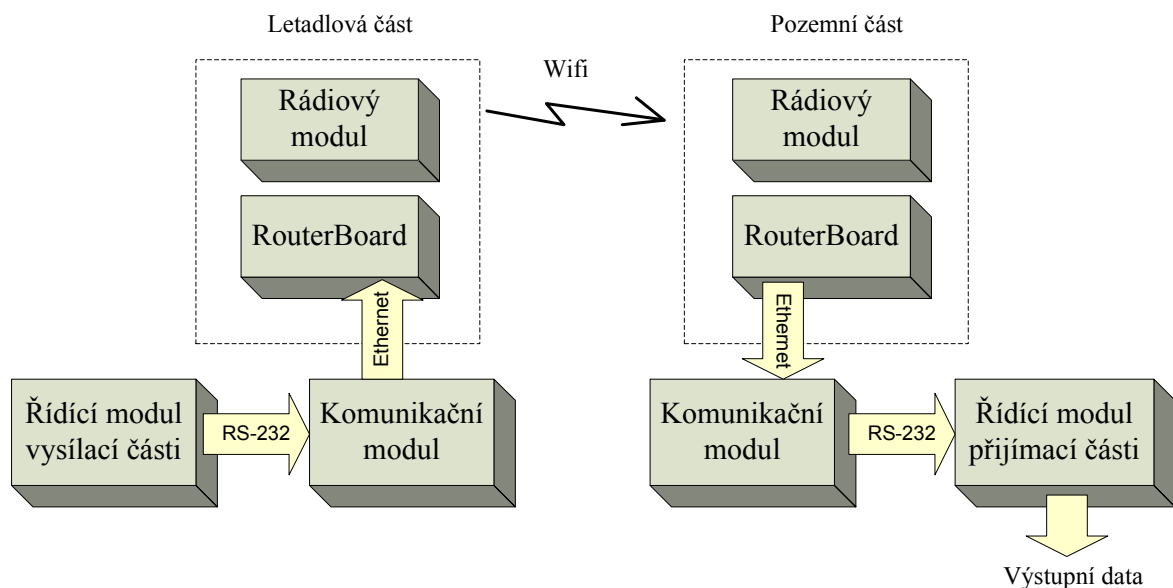 Letadlová část
Pozemní část
Wifi
Rádiový
modul
Rádiový
modul
RouterBoard
RouterBoard
Ethernet
Ethernet
Řídící modul
vysílací části
RS-232
Komunikační
modul
Komunikační
modul
RS-232
Řídící modul
přijímací části
Výstupní data